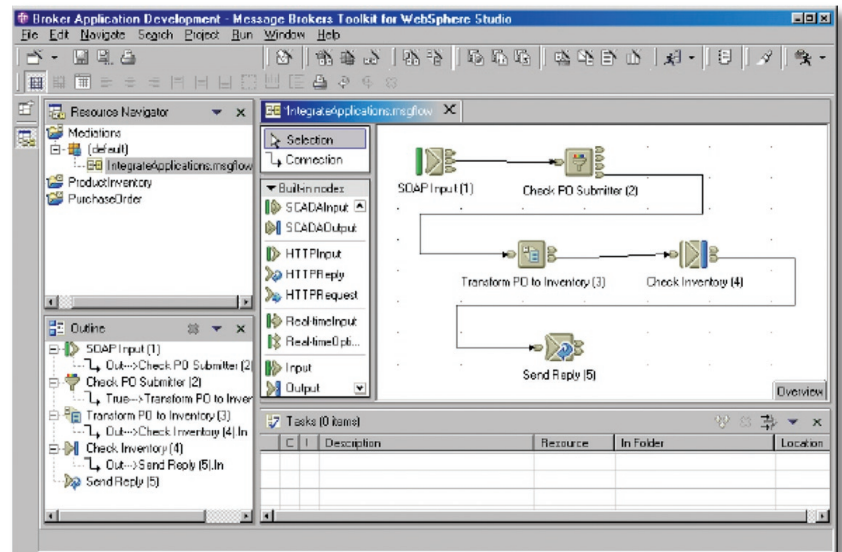 Broker Application Development - Message Brokers Toolkit for WebSphere Studio
File Edit Navigate Search Project Run Window Help
Resource Navigator
Mediations
(default)
IntegrateApplications.msgflow
ProductInventory
PurchaseOrder
Outline
SOAP Input (1)
Out--->Check PO Submitter (2)
Check PO Submitter (2)
True--->Transform PO to Inver
Transform PO to Inventory (3)
Out--->Check Inventory (4).In
Check Inventory (4)
Out--->Send Reply (5).In
Send Reply (5)
*IntegrateApplications.msgflow
Selection
Connection
Built-in nodes
SCADAInput
SCADAOutput
HTTPInput
HTTPReply
HTTPRequest
Real-timeInput
Real-timeOpti...
Input
Output
SOAP Input (1)
Check PO Submitter (2)
Transform PO to Inventory (3)
Check Inventory (4)
Send Reply (5)
Overview
Tasks (0 items)
C ! Description Resource In Folder Location